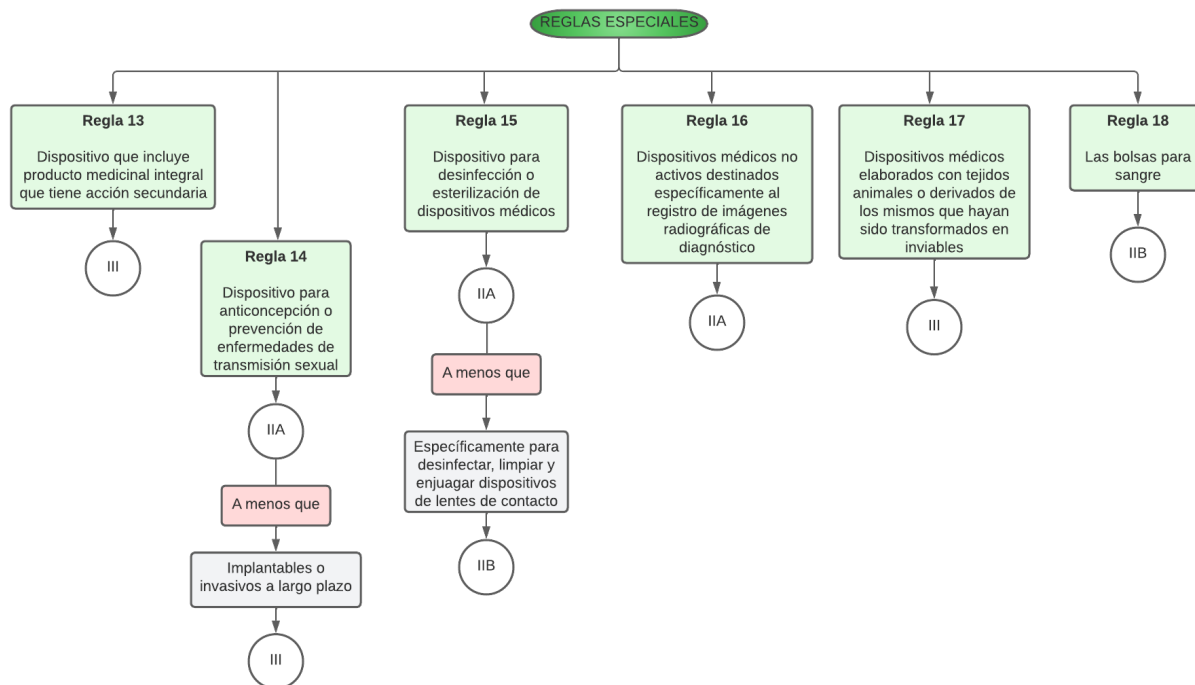 REGLAS ESPECIALES
Regla 13
Dispositivo que incluye
producto medicinal integral
que tiene acción secundaria
III
Regla 14
Dispositivo para
anticoncepción o
prevención de
enfermedades de
transmisión sexual
IIA
A menos que
Implantables o
invasivos a largo plazo
III
Regla 15
Dispositivo para
desinfección o
esterilización de
dispositivos médicos
IIA
A menos que
Específicamente para
desinfectar, limpiar y
enjuagar dispositivos
de lentes de contacto
IIB
Regla 16
Dispositivos médicos no
activos destinados
específicamente al
registro de imágenes
radiográficas de
diagnóstico
IIA
Regla 17
Dispositivos médicos
elaborados con tejidos
animales o derivados de
los mismos que hayan
sido transformados en
inviables
III
Regla 18
Las bolsas para
sangre
IIB